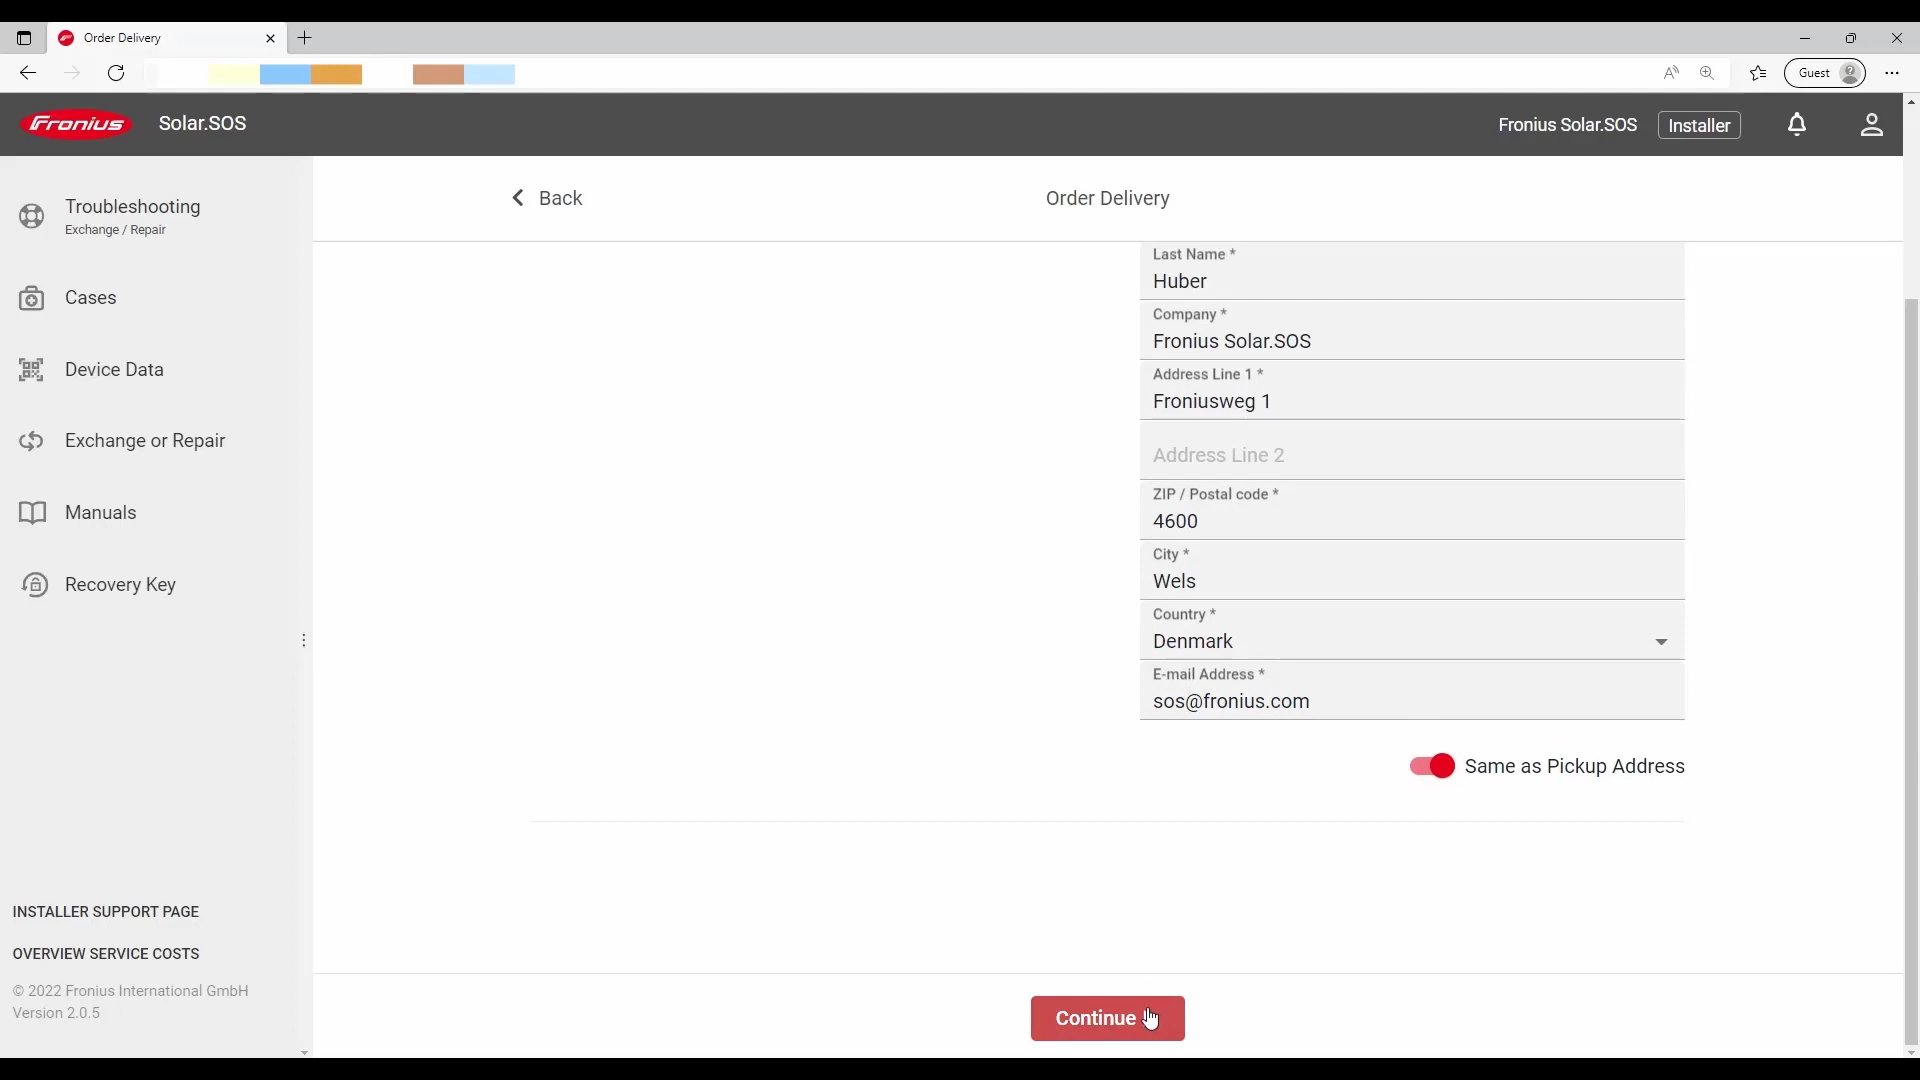 Order Delivery
Guest
Fronius
Solar.SOS
Fronius Solar.SOS
Installer
Troubleshooting
Exchange / Repair
Cases
Device Data
Exchange or Repair
Manuals
Recovery Key
INSTALLER SUPPORT PAGE
OVERVIEW SERVICE COSTS
© 2022 Fronius International GmbH
Version 2.0.5
Back
Order Delivery
Last Name *
Huber
Company *
Fronius Solar.SOS
Address Line 1 *
Froniusweg 1
Address Line 2
ZIP / Postal code *
4600
City *
Wels
Country *
Denmark
E-mail Address *
sos@fronius.com
Same as Pickup Address
Continue